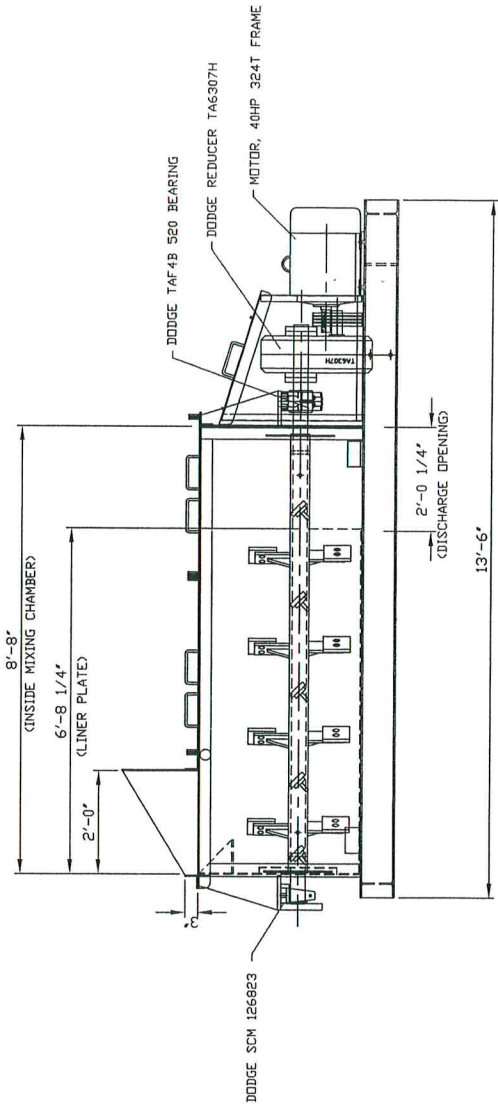 8'-8"
(INSIDE MIXING CHAMBER)
6'-8 1/4"
(LINER PLATE)
2'-0"
3"
DODGE TAF4B 520 BEARING
DODGE REDUCER TA6307H
MOTOR, 40HP 324T FRAME
TA6307H
DODGE SCM 126823
2'-0 1/4"
(DISCHARGE OPENING)
13'-6"